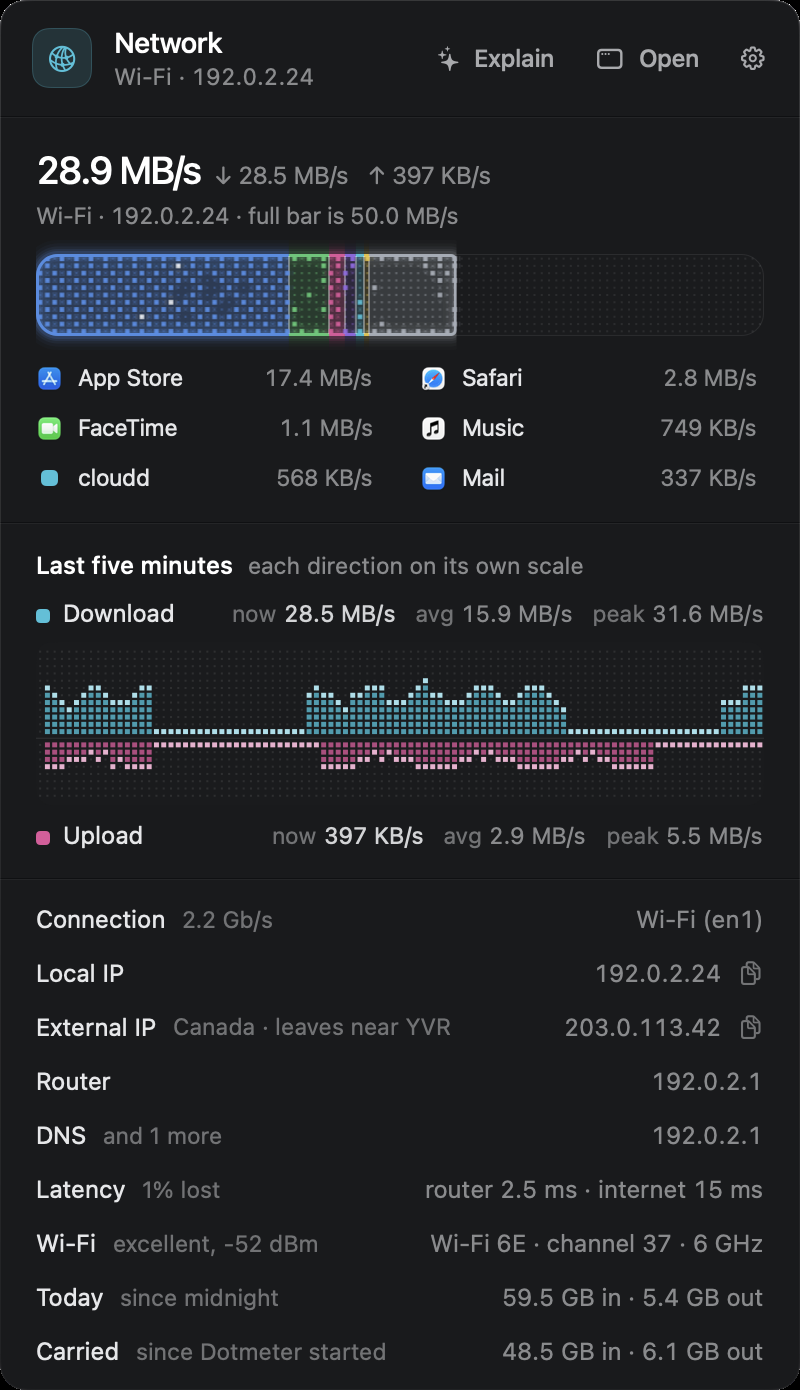 Network
Wi-Fi · 192.0.2.24
Explain
Open
28.9 MB/s ↓ 28.5 MB/s ↑ 397 KB/s
Wi-Fi · 192.0.2.24 · full bar is 50.0 MB/s
App Store 17.4 MB/s
Safari 2.8 MB/s
FaceTime 1.1 MB/s
Music 749 KB/s
cloudd 568 KB/s
Mail 337 KB/s
Last five minutes each direction on its own scale
Download now 28.5 MB/s avg 15.9 MB/s peak 31.6 MB/s
Upload now 397 KB/s avg 2.9 MB/s peak 5.5 MB/s
Connection 2.2 Gb/s Wi-Fi (en1)
Local IP 192.0.2.24
External IP Canada · leaves near YVR 203.0.113.42
Router 192.0.2.1
DNS and 1 more 192.0.2.1
Latency 1% lost router 2.5 ms · internet 15 ms
Wi-Fi excellent, -52 dBm Wi-Fi 6E · channel 37 · 6 GHz
Today since midnight 59.5 GB in · 5.4 GB out
Carried since Dotmeter started 48.5 GB in · 6.1 GB out